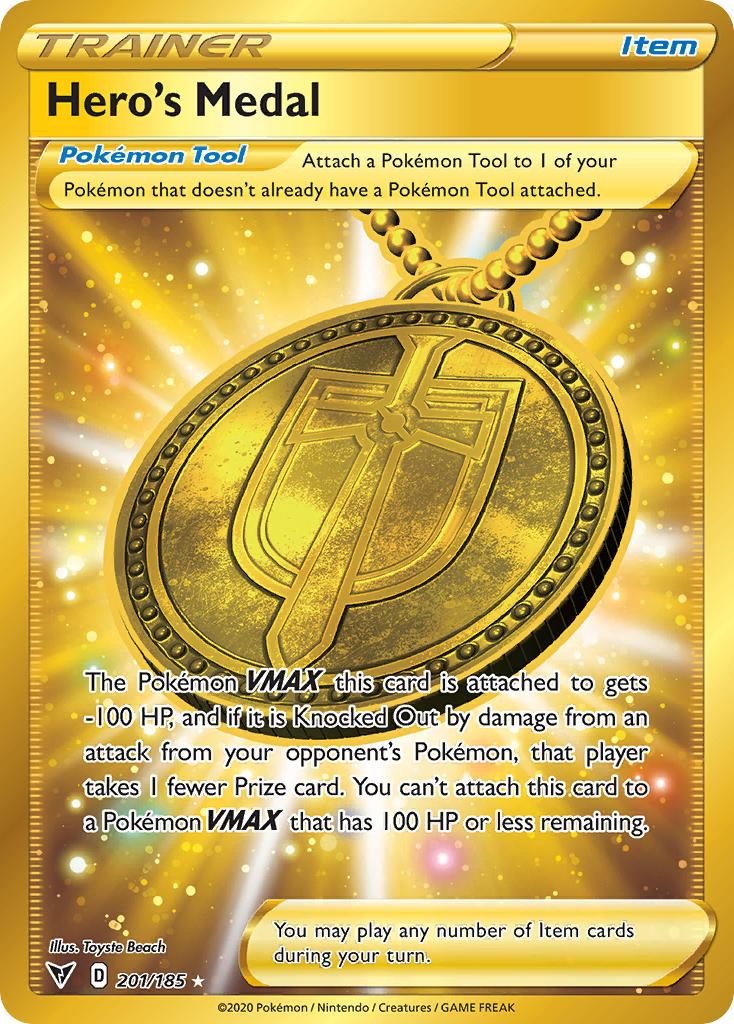 TRAINER
Item
Hero's Medal
Pokémon Tool
Attach a Pokémon Tool to 1 of your
Pokémon that doesn't already have a Pokémon Tool attached.
The Pokémon VMAX this card is attached to gets
-100 HP, and if it is Knocked Out by damage from an
attack from your opponent's Pokémon, that player
takes 1 fewer Prize card. You can't attach this card to
a Pokémon VMAX that has 100 HP or less remaining.
You may play any number of Item cards
during your turn.
Illus. Toyste Beach
D 201/185 ★
©2020 Pokémon / Nintendo / Creatures / GAME FREAK